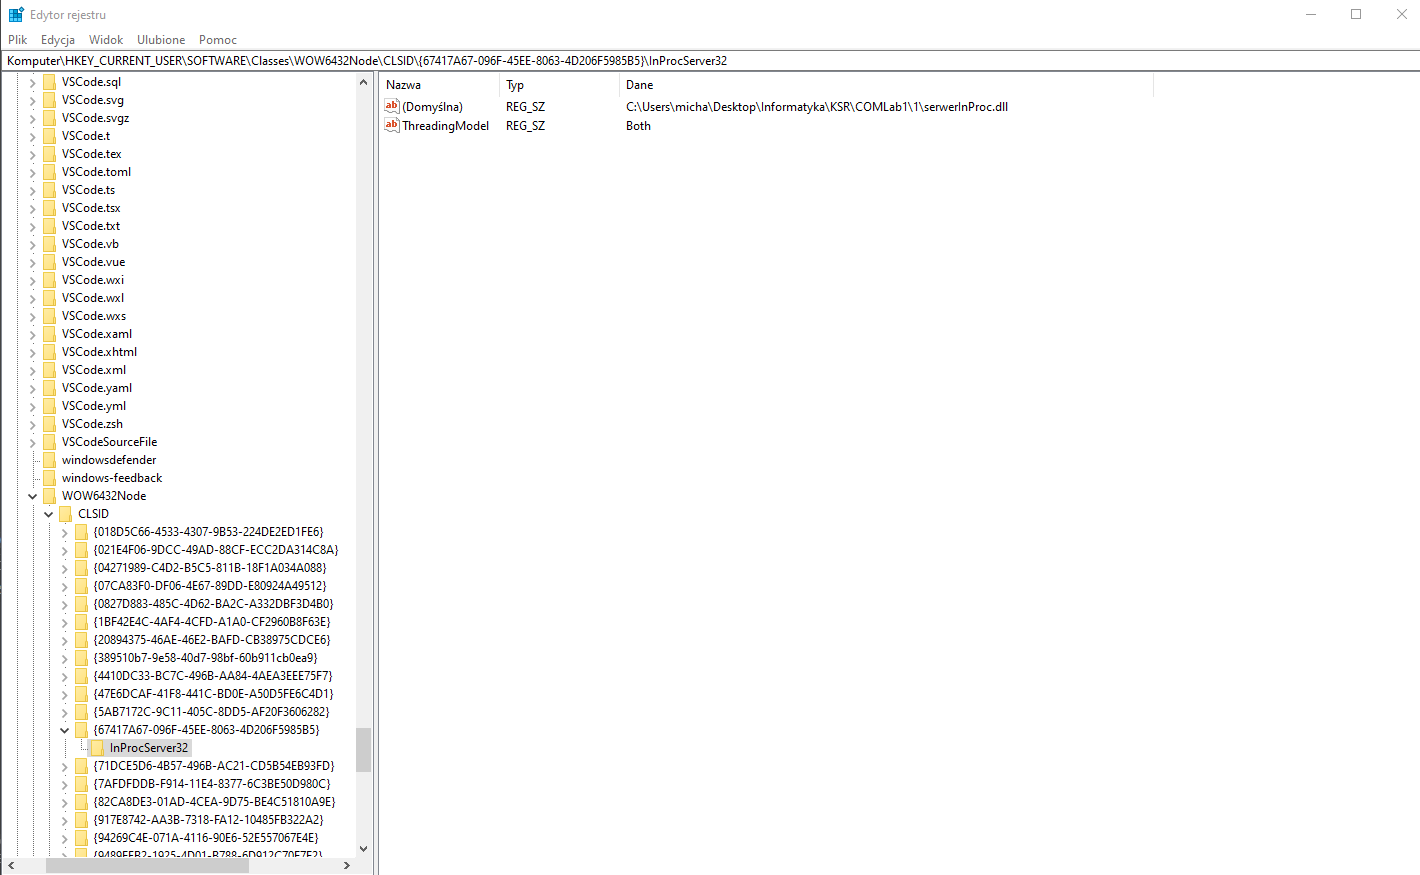 Edytor rejestru
Plik Edycja Widok Ulubione Pomoc
Komputer\HKEY_CURRENT_USER\SOFTWARE\Classes\WOW6432Node\CLSID\{67417A67-096F-45EE-8063-4D206F5985B5}\InProcServer32
VSCode.sql
VSCode.svg
VSCode.svgz
VSCode.t
VSCode.tex
VSCode.toml
VSCode.ts
VSCode.tsx
VSCode.txt
VSCode.vb
VSCode.vue
VSCode.wxi
VSCode.wxl
VSCode.wxs
VSCode.xaml
VSCode.xhtml
VSCode.xml
VSCode.yaml
VSCode.yml
VSCode.zsh
VSCodeSourceFile
windowsdefender
windows-feedback
WOW6432Node
CLSID
{018D5C66-4533-4307-9B53-224DE2ED1FE6}
{021E4F06-9DCC-49AD-88CF-ECC2DA314C8A}
{04271989-C4D2-B5C5-811B-18F1A034A088}
{07CA83F0-DF06-4E67-89DD-E80924A49512}
{0827D883-485C-4D62-BA2C-A332DBF3D4B0}
{1BF42E4C-4AF4-4CFD-A1A0-CF2960B8F63E}
{20894375-46AE-46E2-BAFD-CB38975CDCE6}
{389510b7-9e58-40d7-98bf-60b911cb0ea9}
{4410DC33-BC7C-496B-AA84-4AEA3EEE75F7}
{47E6DCAF-41F8-441C-BD0E-A50D5FE6C4D1}
{5AB7172C-9C11-405C-8DD5-AF20F3606282}
{67417A67-096F-45EE-8063-4D206F5985B5}
InProcServer32
{71DCE5D6-4B57-496B-AC21-CD5B54EB93FD}
{7AFDFDDB-F914-11E4-8377-6C3BE50D980C}
{82CA8DE3-01AD-4CEA-9D75-BE4C51810A9E}
{917E8742-AA3B-7318-FA12-10485FB322A2}
{94269C4E-071A-4116-90E6-52E557067E4E}
Nazwa Typ Dane
ab (Domyślna) REG_SZ C:\Users\micha\Desktop\Informatyka\KSR\COMLab1\1\serwerInProc.dll
ab ThreadingModel REG_SZ Both